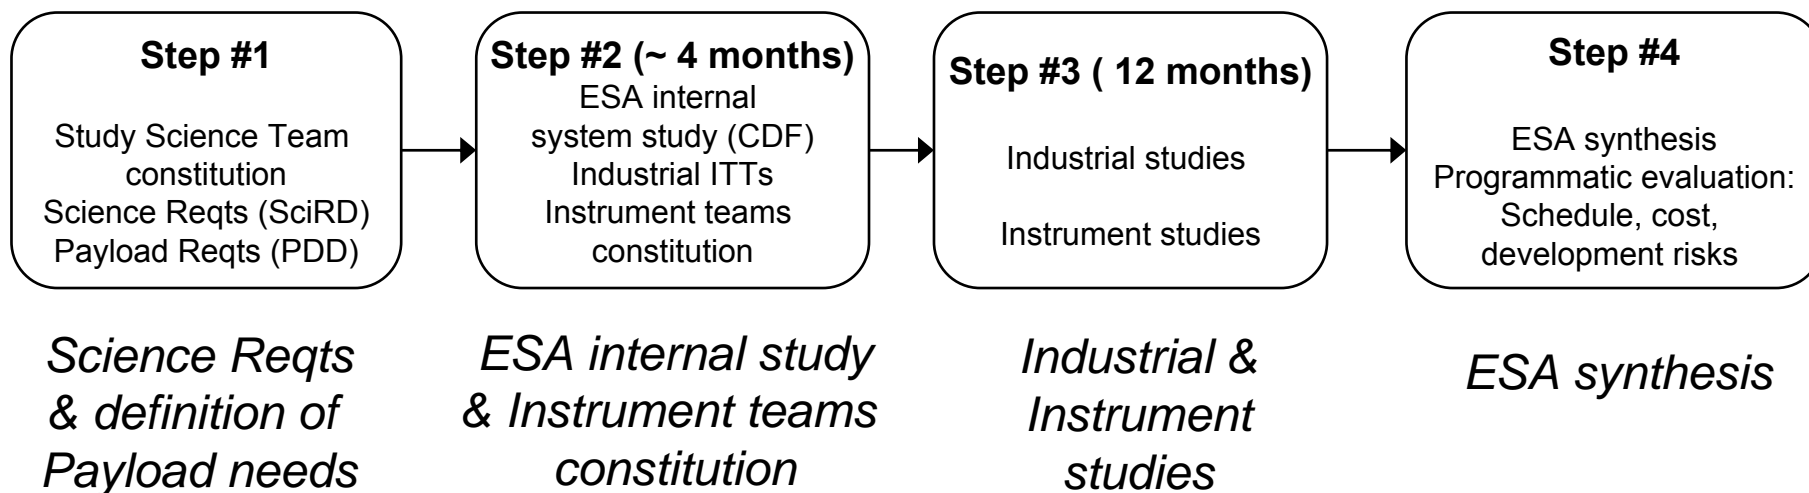 Step #1
Study Science Team
constitution
Science Reqts (SciRD)
Payload Reqts (PDD)
Step #2 (~ 4 months)
ESA internal
system study (CDF)
Industrial ITTs
Instrument teams
constitution
Step #3 ( 12 months)
Industrial studies
Instrument studies
Step #4
ESA synthesis
Programmatic evaluation:
Schedule, cost,
development risks
Science Reqts
& definition of
Payload needs
ESA internal study
& Instrument teams
constitution
Industrial &
Instrument
studies
ESA synthesis